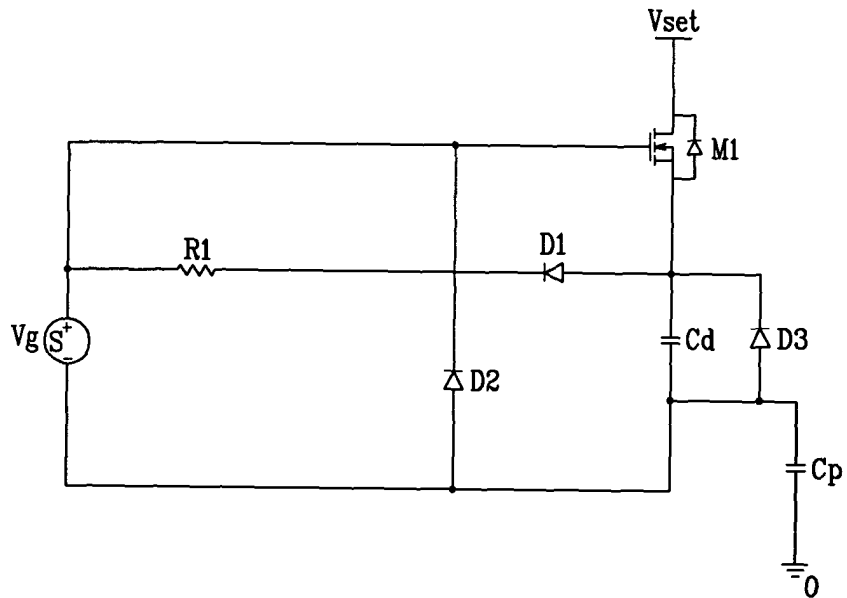 Vset
M1
R1
D1
Vg
S
+
-
D2
Cd
D3
Cp
0